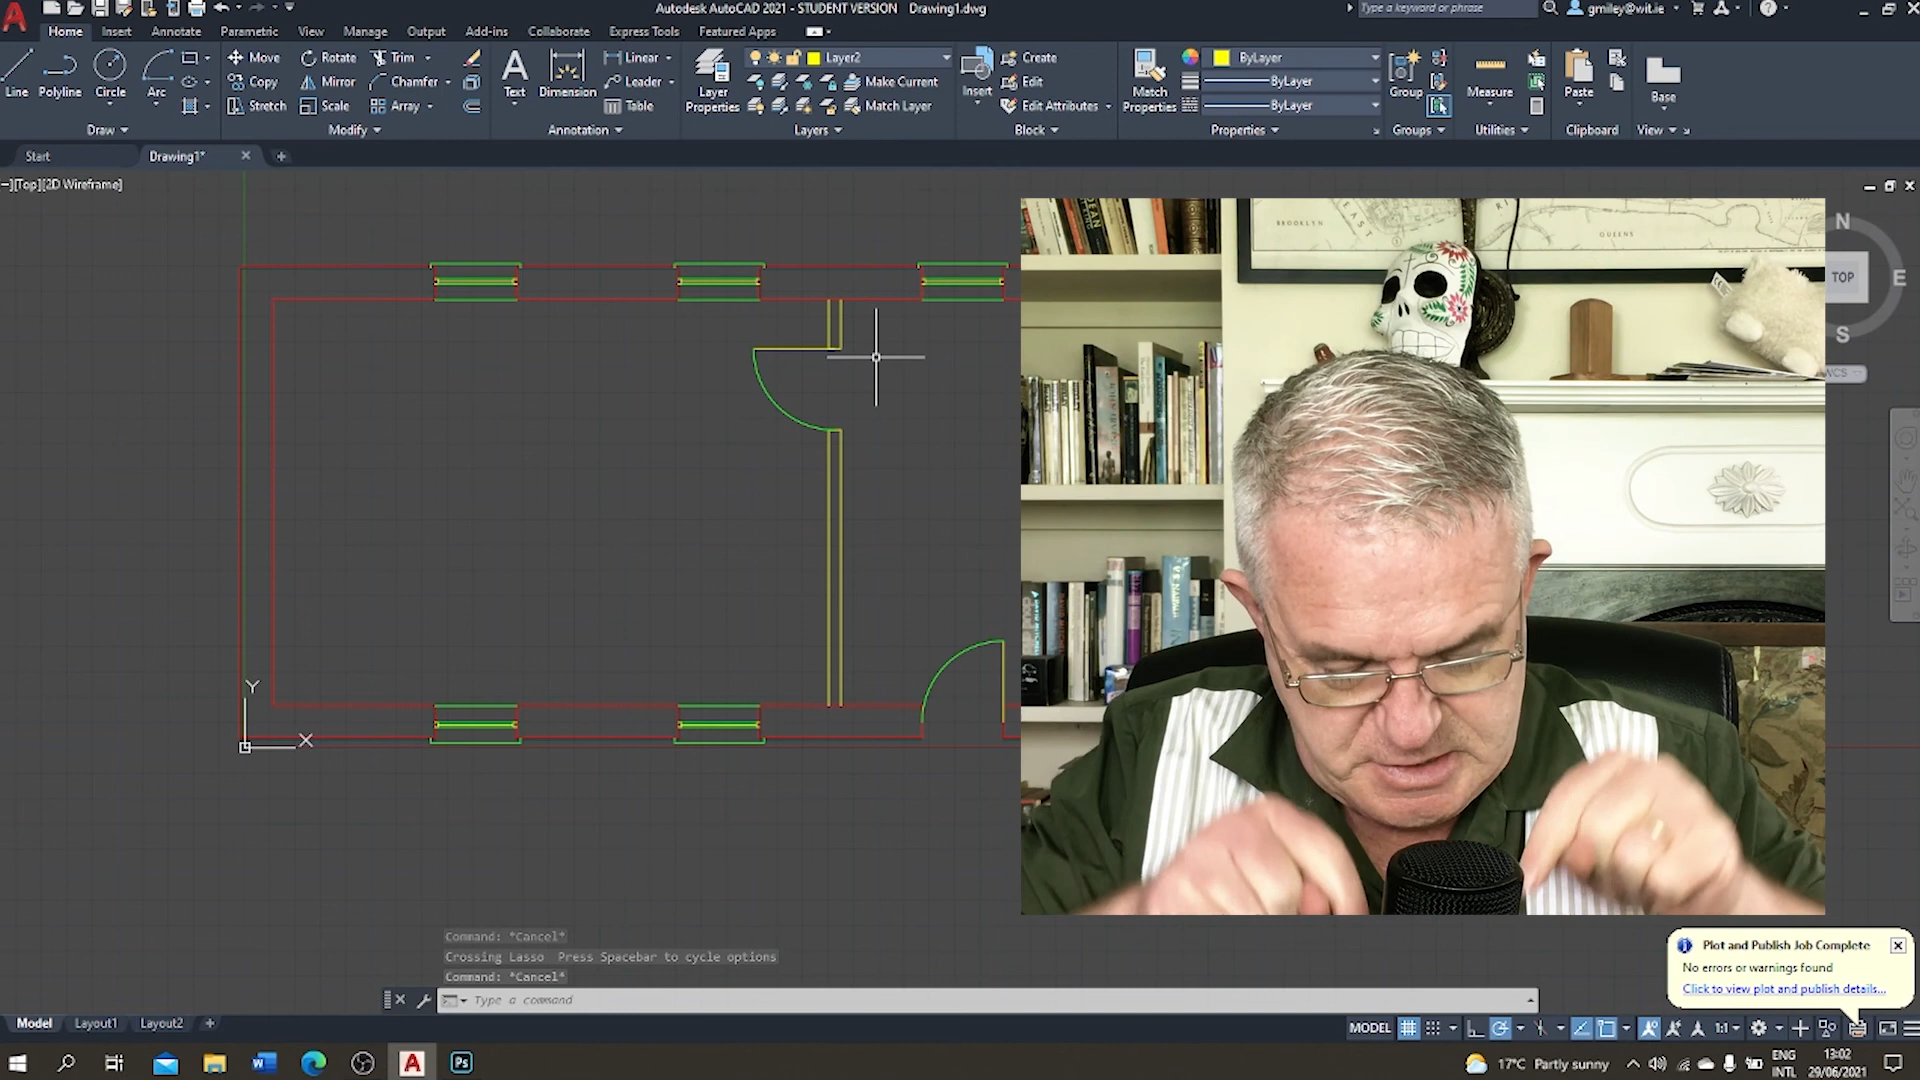 Autodesk AutoCAD 2021 - STUDENT VERSION Drawing1.dwg
Type a keyword or phrase
gmiley@wit.ie
Home Insert Annotate Parametric View Manage Output Add-ins Collaborate Express Tools Featured Apps
Line Polyline Circle Arc
Move Rotate Trim
Copy Mirror Chamfer
Stretch Scale Array
Text Dimension
Linear
Leader
Table
Layer Properties
Layer2
Make Current
Match Layer
Insert
Create
Edit
Edit Attributes
Match Properties
ByLayer
ByLayer
ByLayer
Group
Measure
Paste
Base
Draw Modify Annotation Layers Block Properties Groups Utilities Clipboard View
Start Drawing1*
[Top][2D Wireframe]
N
TOP E
S
WCS
BROOKLYN
EAST
QUEENS
Y
X
Command: *Cancel*
Crossing Lasso Press Spacebar to cycle options
Command: *Cancel*
Type a command
Plot and Publish Job Complete
No errors or warnings found
Click to view plot and publish details...
Model Layout1 Layout2
MODEL 1:1
17°C Partly sunny
ENG
INTL
13:02
29/06/2021